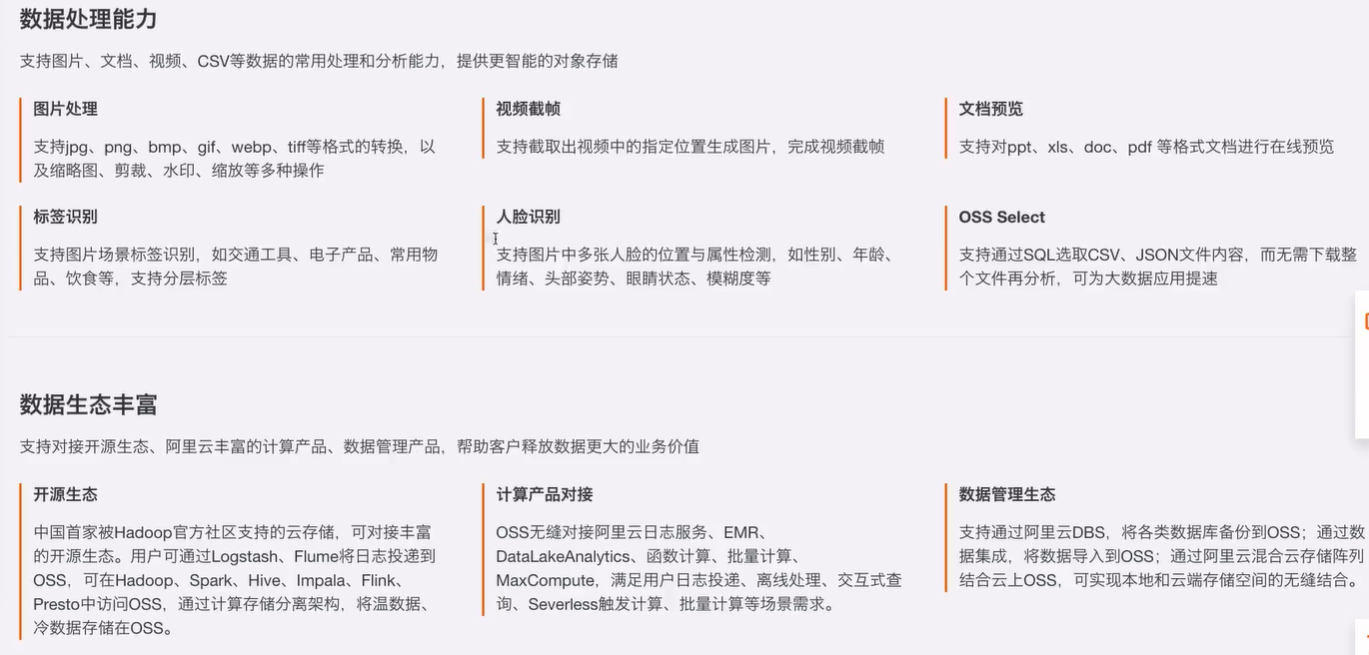 数据处理能力
支持图片、文档、视频、CSV等数据的常用处理和分析能力，提供更智能的对象存储
图片处理
支持jpg、png、bmp、gif、webp、tiff等格式的转换，以
及缩略图、剪裁、水印、缩放等多种操作
视频截帧
支持截取出视频中的指定位置生成图片，完成视频截帧
文档预览
支持对ppt、xls、doc、pdf 等格式文档进行在线预览
标签识别
支持图片场景标签识别，如交通工具、电子产品、常用物
品、饮食等，支持分层标签
人脸识别
支持图片中多张人脸的位置与属性检测，如性别、年龄、
情绪、头部姿势、眼睛状态、模糊度等
OSS Select
支持通过SQL选取CSV、JSON文件内容，而无需下载整
个文件再分析，可为大数据应用提速
数据生态丰富
支持对接开源生态、阿里云丰富的计算产品、数据管理产品，帮助客户释放数据更大的业务价值
开源生态
中国首家被Hadoop官方社区支持的云存储，可对接丰富
的开源生态。用户可通过Logstash、Flume将日志投递到
OSS，可在Hadoop、Spark、Hive、Impala、Flink、
Presto中访问OSS，通过计算存储分离架构，将温数据、
冷数据存储在OSS。
计算产品对接
OSS无缝对接阿里云日志服务、EMR、
DataLakeAnalytics、函数计算、批量计算、
MaxCompute，满足用户日志投递、离线处理、交互式查
询、Severless触发计算、批量计算等场景需求。
数据管理生态
支持通过阿里云DBS，将各类数据库备份到OSS；通过数
据集成，将数据导入到OSS；通过阿里云混合云存储阵列
结合云上OSS，可实现本地和云端存储空间的无缝结合。